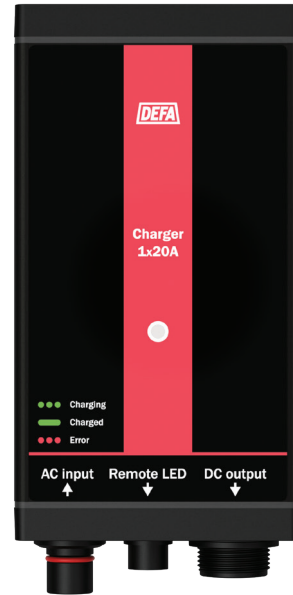 DEFA
Charger
1x20A
Charging
Charged
Error
AC input Remote LED DC output